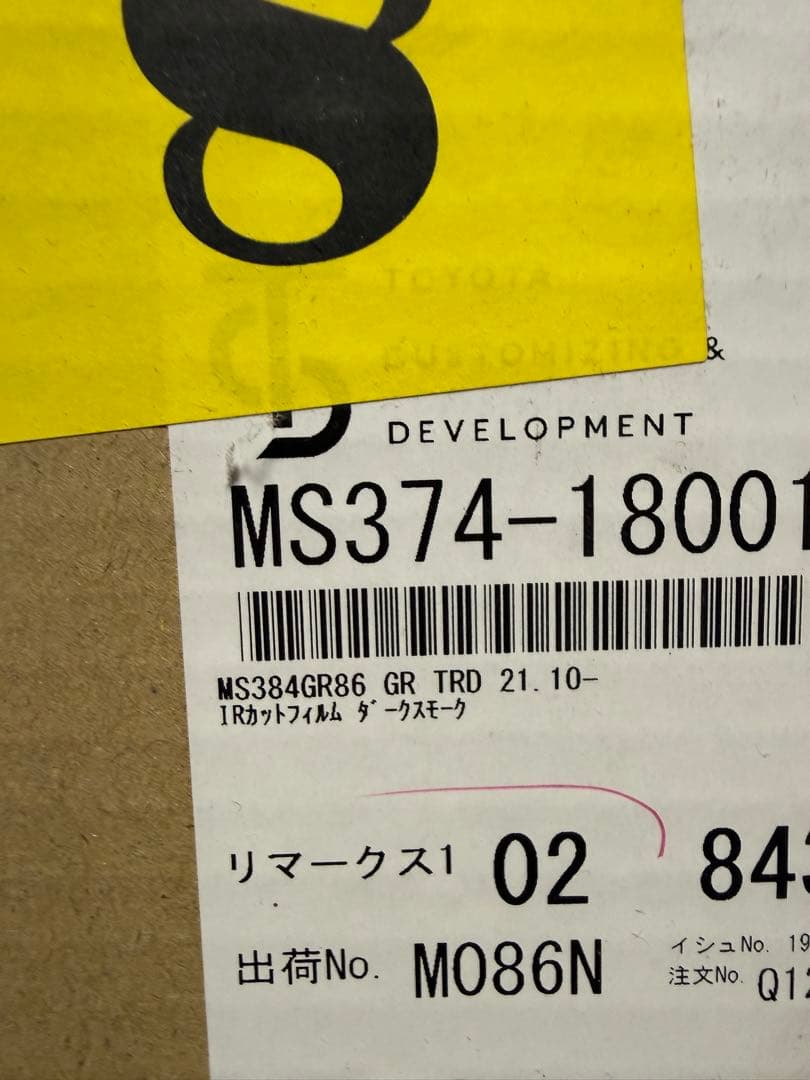 8
TOYOTA
CUSTOMIZING &
DEVELOPMENT
MS374-18001
MS384GR86 GR TRD 21.10-
IRカットフィルム ダークスモーク
リマークス1 02 843
出荷No. M086N
イシュNo. 19
注文No. Q12